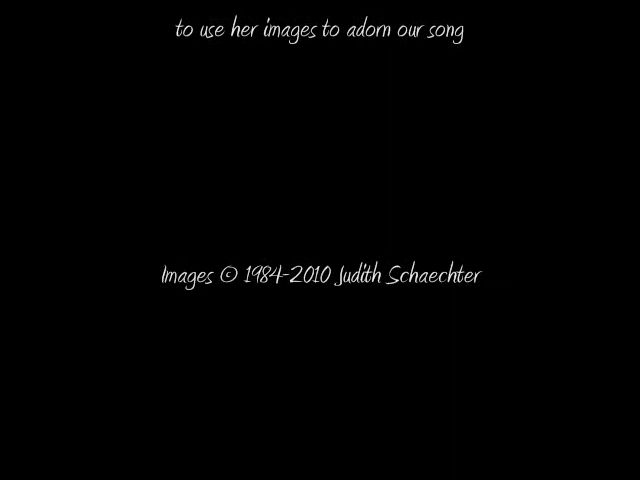 to use her images to adorn our song
Images © 1984-2010 Judith Schaechter